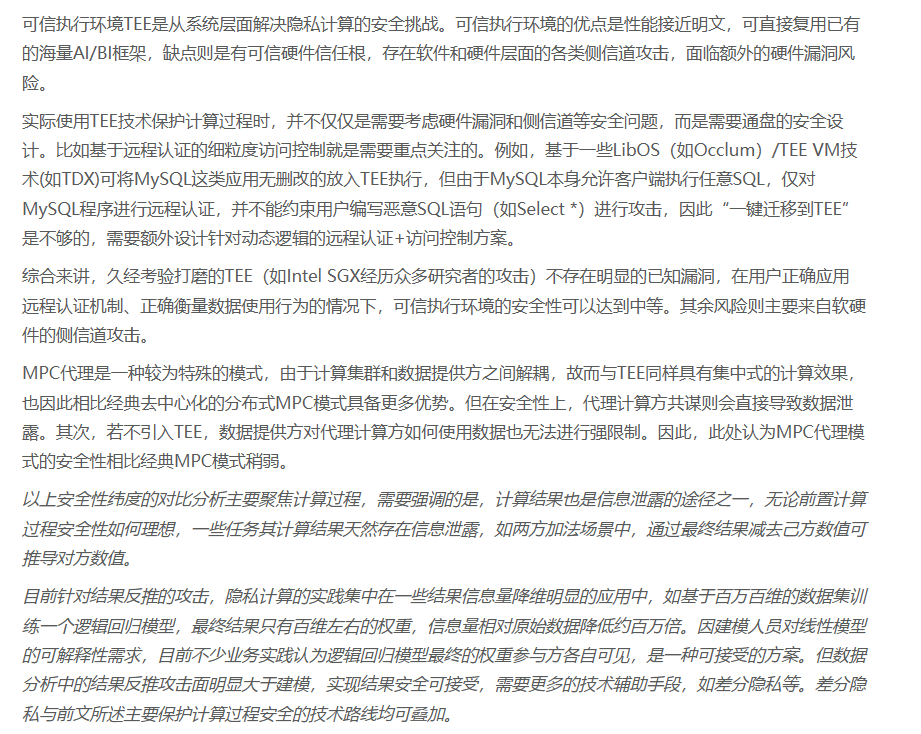 可信执行环境TEE是从系统层面解决隐私计算的安全挑战。可信执行环境的优点是性能接近明文，可直接复用已有
的海量AI/BI框架，缺点则是有可信硬件信任根，存在软件和硬件层面的各类侧信道攻击，面临额外的硬件漏洞风
险。
实际使用TEE技术保护计算过程时，并不仅仅是需要考虑硬件漏洞和侧信道等安全问题，而是需要通盘的安全设
计。比如基于远程认证的细粒度访问控制就是需要重点关注的。例如，基于一些LibOS（如Occlum）/TEE VM技
术(如TDX)可将MySQL这类应用无删改的放入TEE执行，但由于MySQL本身允许客户端执行任意SQL，仅对
MySQL程序进行远程认证，并不能约束用户编写恶意SQL语句（如Select *）进行攻击，因此“一键迁移到TEE”
是不够的，需要额外设计针对动态逻辑的远程认证+访问控制方案。
综合来讲，久经考验打磨的TEE（如Intel SGX经历众多研究者的攻击）不存在明显的已知漏洞，在用户正确应用
远程认证机制、正确衡量数据使用行为的情况下，可信执行环境的安全性可以达到中等。其余风险则主要来自软硬
件的侧信道攻击。
MPC代理是一种较为特殊的模式，由于计算集群和数据提供方之间解耦，故而与TEE同样具有集中式的计算效果，
也因此相比经典去中心化的分布式MPC模式具备更多优势。但在安全性上，代理计算方共谋则会直接导致数据泄
露。其次，若不引入TEE，数据提供方对代理计算方如何使用数据也无法进行强限制。因此，此处认为MPC代理模
式的安全性相比经典MPC模式稍弱。
以上安全性纬度的对比分析主要聚焦计算过程，需要强调的是，计算结果也是信息泄露的途径之一，无论前置计算
过程安全性如何理想，一些任务其计算结果天然存在信息泄露，如两方加法场景中，通过最终结果减去己方数值可
推导对方数值。
目前针对结果反推的攻击，隐私计算的实践集中在一些结果信息量降维明显的应用中，如基于百万百维的数据集训
练一个逻辑回归模型，最终结果只有百维左右的权重，信息量相对原始数据降低约百万倍。因建模人员对线性模型
的可解释性需求，目前不少业务实践认为逻辑回归模型最终的权重参与方各自可见，是一种可接受的方案。但数据
分析中的结果反推攻击面明显大于建模，实现结果安全可接受，需要更多的技术辅助手段，如差分隐私等。差分隐
私与前文所述主要保护计算过程安全的技术路线均可叠加。